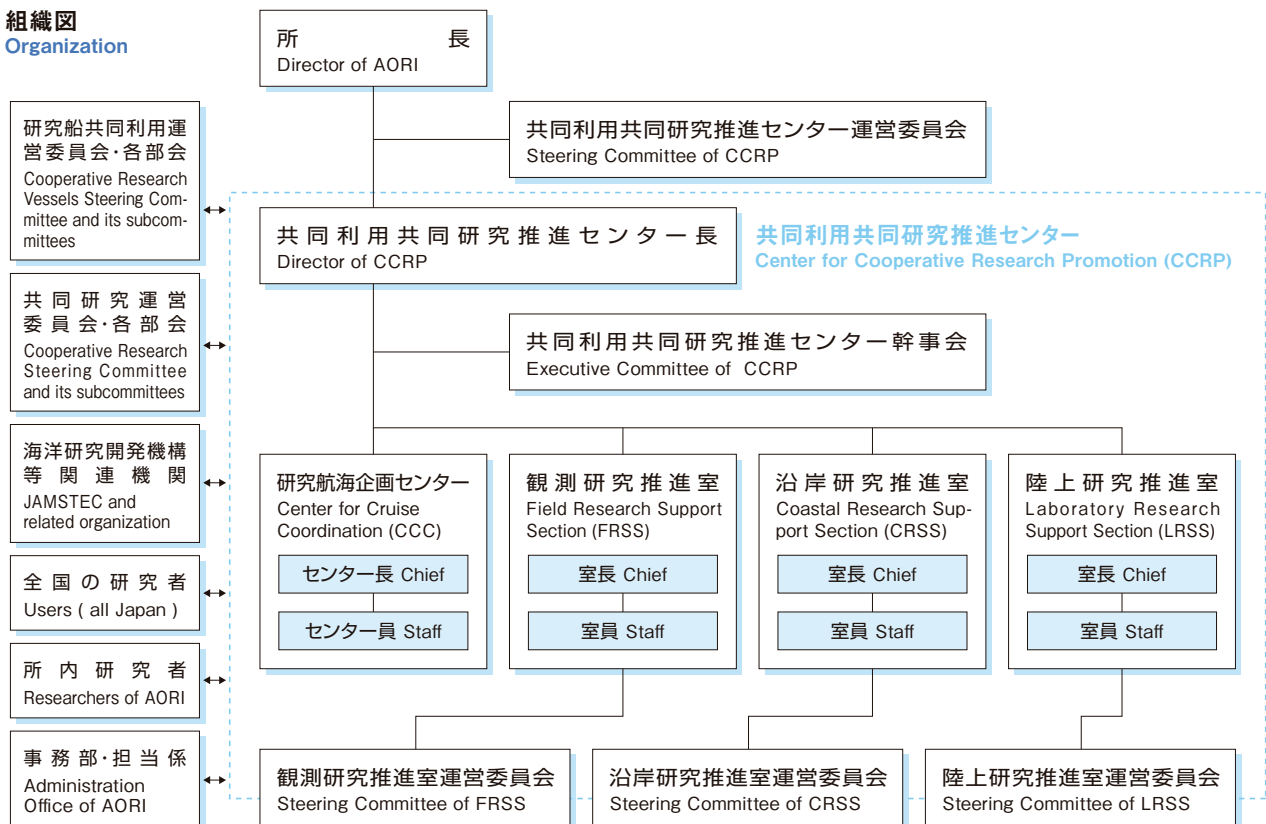 組織図
Organization
所長
Director of AORI
研究船共同利用運
営委員会・各部会
Cooperative Research
Vessels Steering Com-
mittee and its subcom-
mittees
共同利用共同研究推進センター運営委員会
Steering Committee of CCRP
共同利用共同研究推進センター長
Director of CCRP
共同利用共同研究推進センター
Center for Cooperative Research Promotion (CCRP)
共同研究運営
委員会・各部会
Cooperative Research
Steering Committee
and its subcommittees
共同利用共同研究推進センター幹事会
Executive Committee of CCRP
海洋研究開発機構
等関連機関
JAMSTEC and
related organization
研究航海企画センター
Center for Cruise
Coordination (CCC)
センター長 Chief
センター員 Staff
観測研究推進室
Field Research Support
Section (FRSS)
室長 Chief
室員 Staff
沿岸研究推進室
Coastal Research Sup-
port Section (CRSS)
室長 Chief
室員 Staff
陸上研究推進室
Laboratory Research
Support Section (LRSS)
室長 Chief
室員 Staff
全国の研究者
Users ( all Japan )
所内研究者
Researchers of AORI
事務部・担当係
Administration
Office of AORI
観測研究推進室運営委員会
Steering Committee of FRSS
沿岸研究推進室運営委員会
Steering Committee of CRSS
陸上研究推進室運営委員会
Steering Committee of LRSS